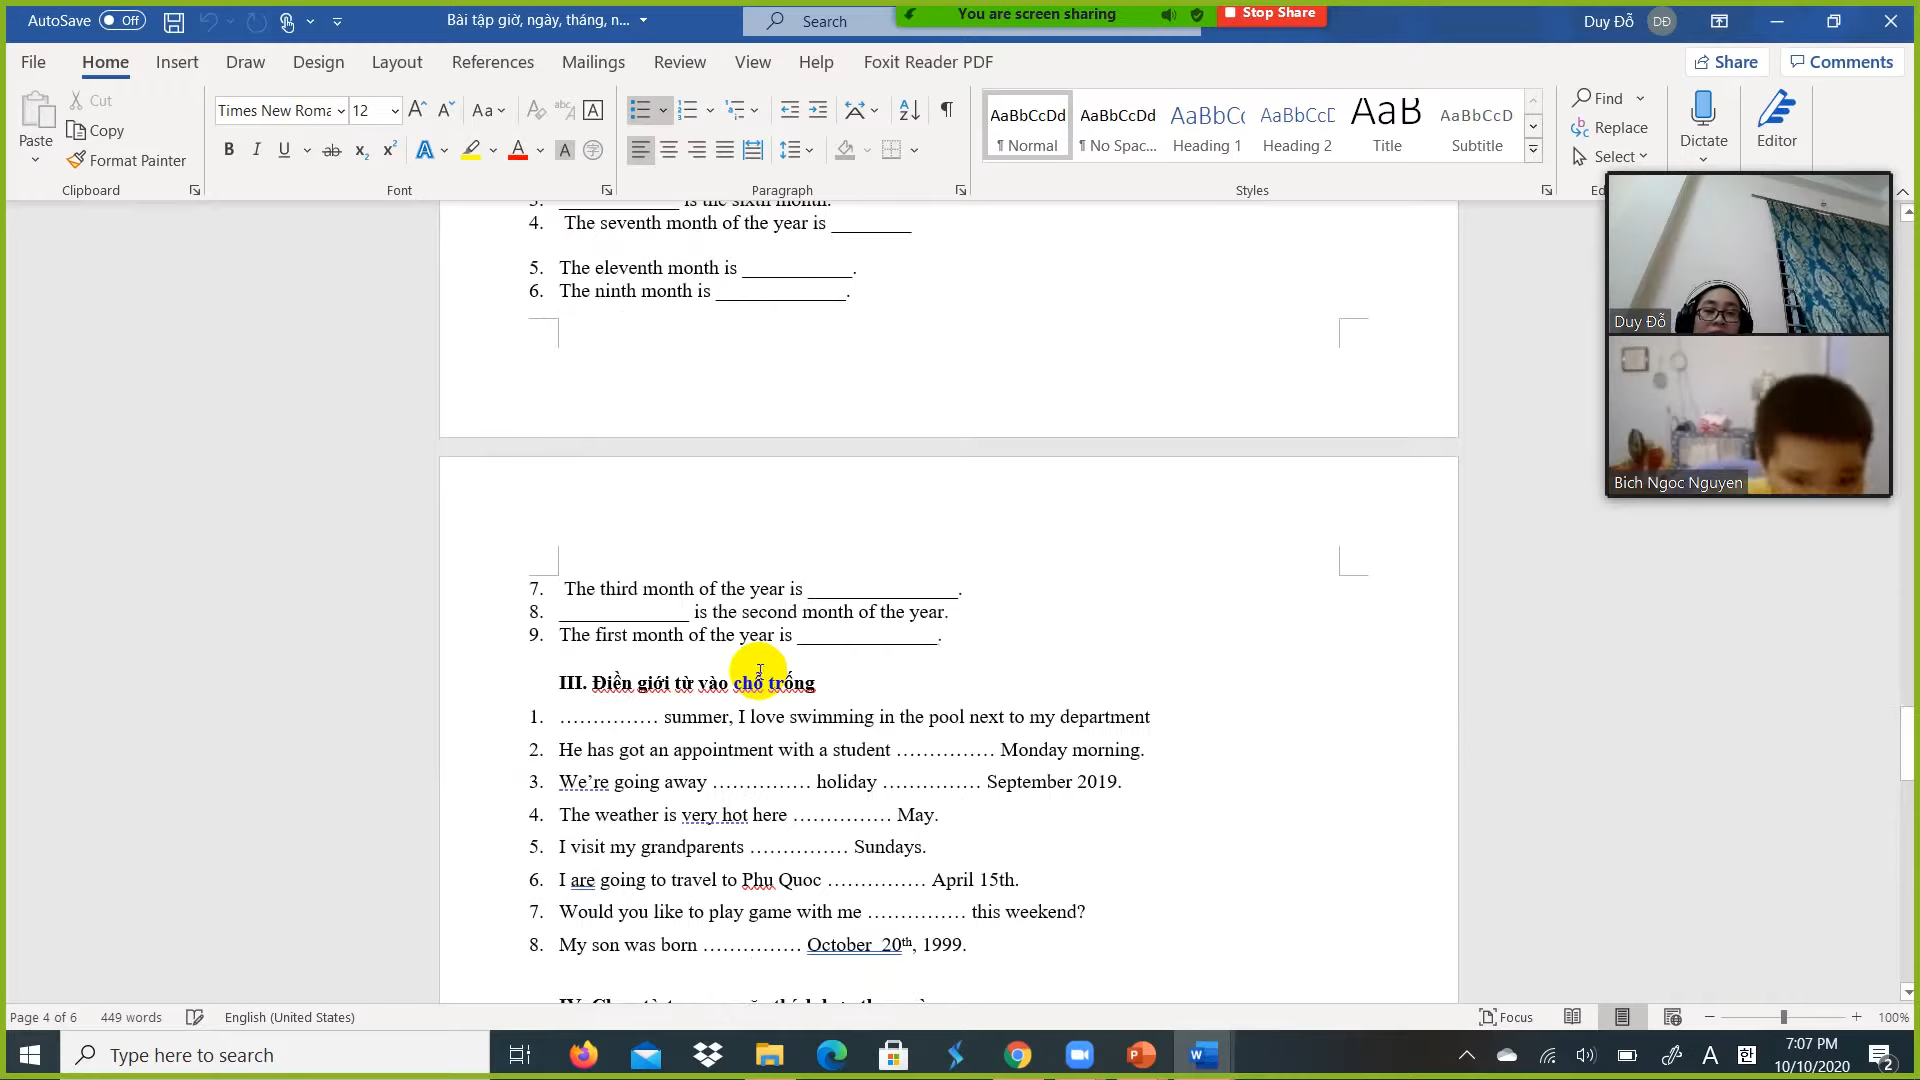 AutoSave Off
Bài tập giờ, ngày, tháng, n...
Search
You are screen sharing
Stop Share
Duy Đỗ
DĐ
File Home Insert Draw Design Layout References Mailings Review View Help Foxit Reader PDF
Share
Comments
Paste
Cut
Copy
Format Painter
Clipboard
Times New Roma
12
Font
Paragraph
AaBbCcDd
¶ Normal
AaBbCcDd
¶ No Spac...
AaBbCc
Heading 1
AaBbCcD
Heading 2
AaB
Title
AaBbCcD
Subtitle
Styles
Find
Replace
Select
Dictate
Editor
3. ____________ is the sixth month.
4. The seventh month of the year is ________
5. The eleventh month is ___________.
6. The ninth month is _____________.
7. The third month of the year is _______________.
8. _____________ is the second month of the year.
9. The first month of the year is ______________.
III. Điền giới từ vào chỗ trống
1. …………… summer, I love swimming in the pool next to my department
2. He has got an appointment with a student …………… Monday morning.
3. We’re going away …………… holiday …………… September 2019.
4. The weather is very hot here …………… May.
5. I visit my grandparents …………… Sundays.
6. I are going to travel to Phu Quoc …………… April 15th.
7. Would you like to play game with me …………… this weekend?
8. My son was born …………… October 20th, 1999.
Duy Đỗ
Bich Ngoc Nguyen
Page 4 of 6
449 words
English (United States)
Focus
100%
Type here to search
7:07 PM
10/10/2020
2